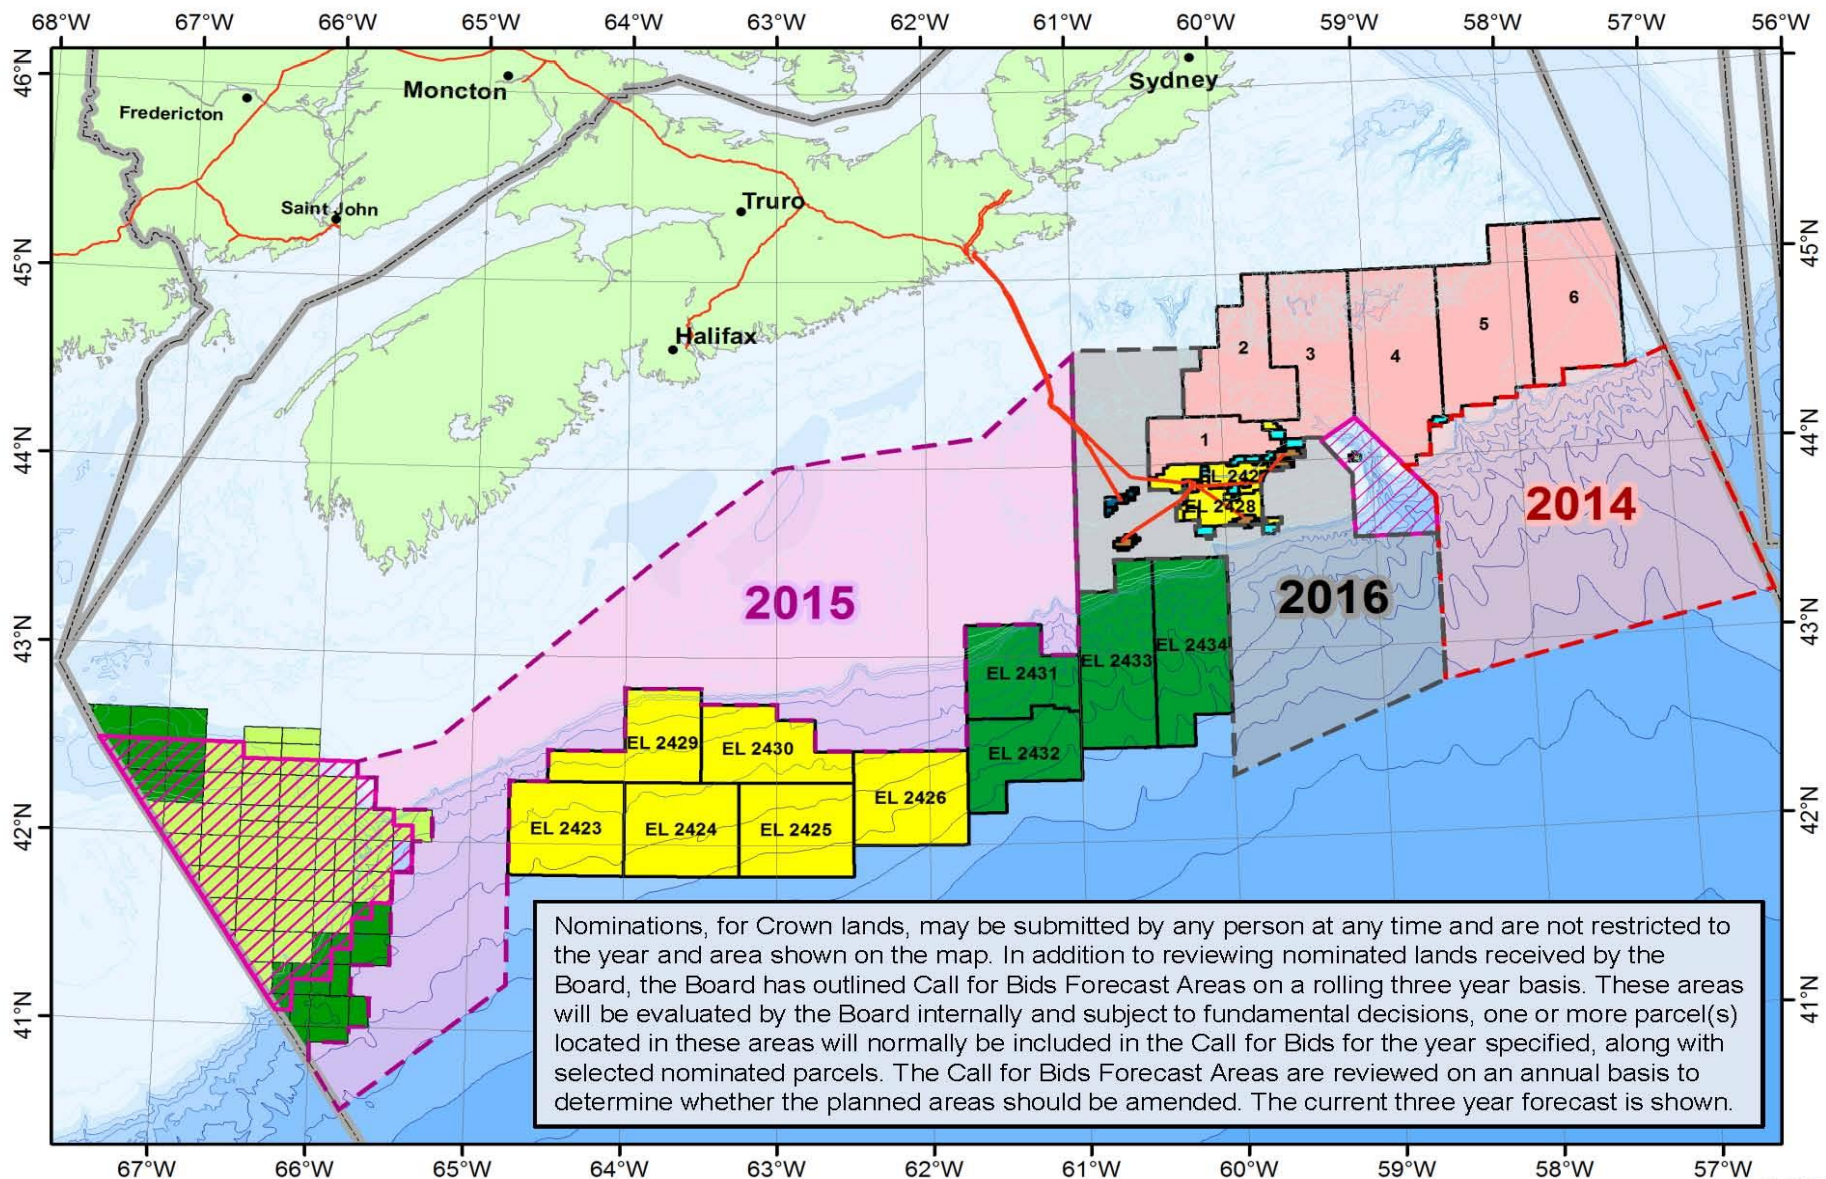 68°W 67°W 66°W 65°W 64°W 63°W 62°W 61°W 60°W 59°W 58°W 57°W 56°W
46°N
Moncton
Sydney
Fredericton
Truro
Saint John
45°N
45°N
6
Halifax
5
2
3
4
44°N
44°N
1
EL 242
EL 2428
2014
2015
2016
43°N
43°N
EL 2431
EL 2433
EL 2434
EL 2429
EL 2430
EL 2432
EL 2426
42°N
EL 2423
EL 2424
EL 2425
42°N
41°N
41°N
Nominations, for Crown lands, may be submitted by any person at any time and are not restricted to
the year and area shown on the map. In addition to reviewing nominated lands received by the
Board, the Board has outlined Call for Bids Forecast Areas on a rolling three year basis. These areas
will be evaluated by the Board internally and subject to fundamental decisions, one or more parcel(s)
located in these areas will normally be included in the Call for Bids for the year specified, along with
selected nominated parcels. The Call for Bids Forecast Areas are reviewed on an annual basis to
determine whether the planned areas should be amended. The current three year forecast is shown.
67°W 66°W 65°W 64°W 63°W 62°W 61°W 60°W 59°W 58°W 57°W